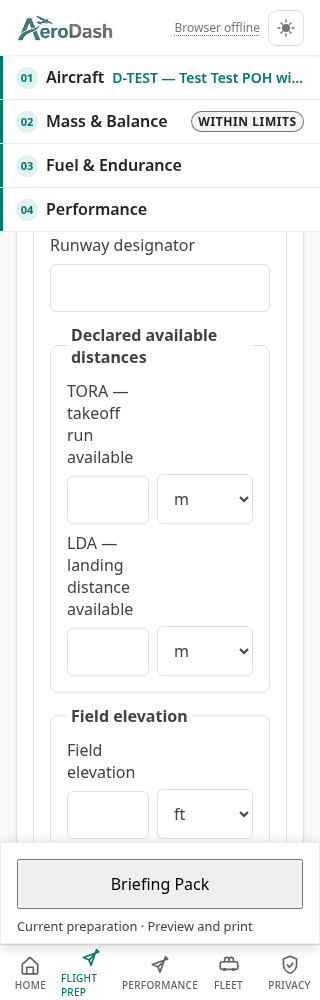 AeroDash
Browser offline
01 Aircraft D-TEST — Test Test POH wi...
02 Mass & Balance WITHIN LIMITS
03 Fuel & Endurance
04 Performance
Runway designator
Declared available
distances
TORA —
takeoff
run
available
m
LDA —
landing
distance
available
m
Field elevation
Field
elevation
ft
Briefing Pack
Current preparation · Preview and print
HOME
FLIGHT
PREP
PERFORMANCE
FLEET
PRIVACY